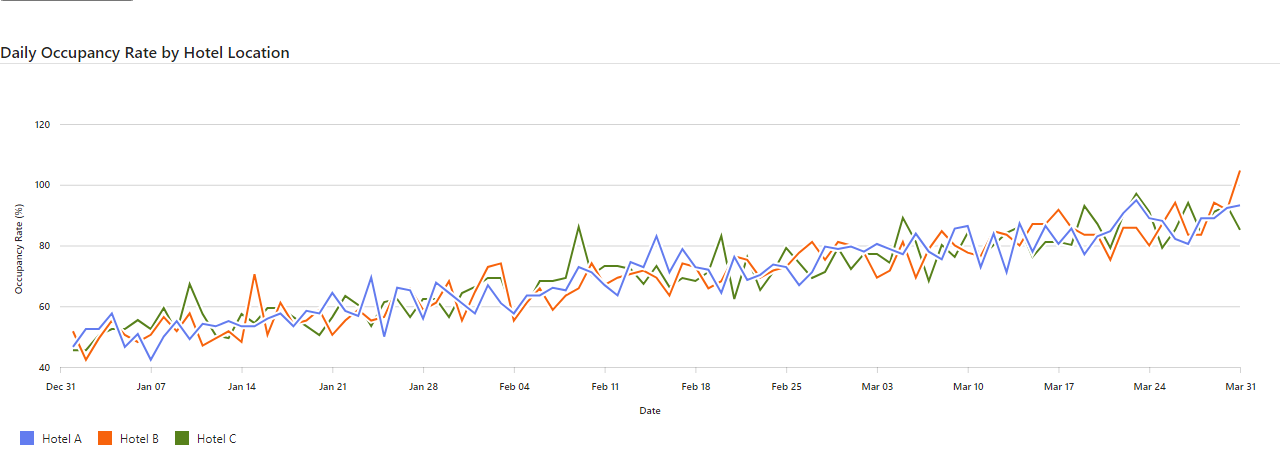 Daily Occupancy Rate by Hotel Location
120
100
80
60
40
Occupancy Rate (%)
Dec 31 Jan 07 Jan 14 Jan 21 Jan 28 Feb 04 Feb 11 Feb 18 Feb 25 Mar 03 Mar 10 Mar 17 Mar 24 Mar 31
Date
Hotel A Hotel B Hotel C